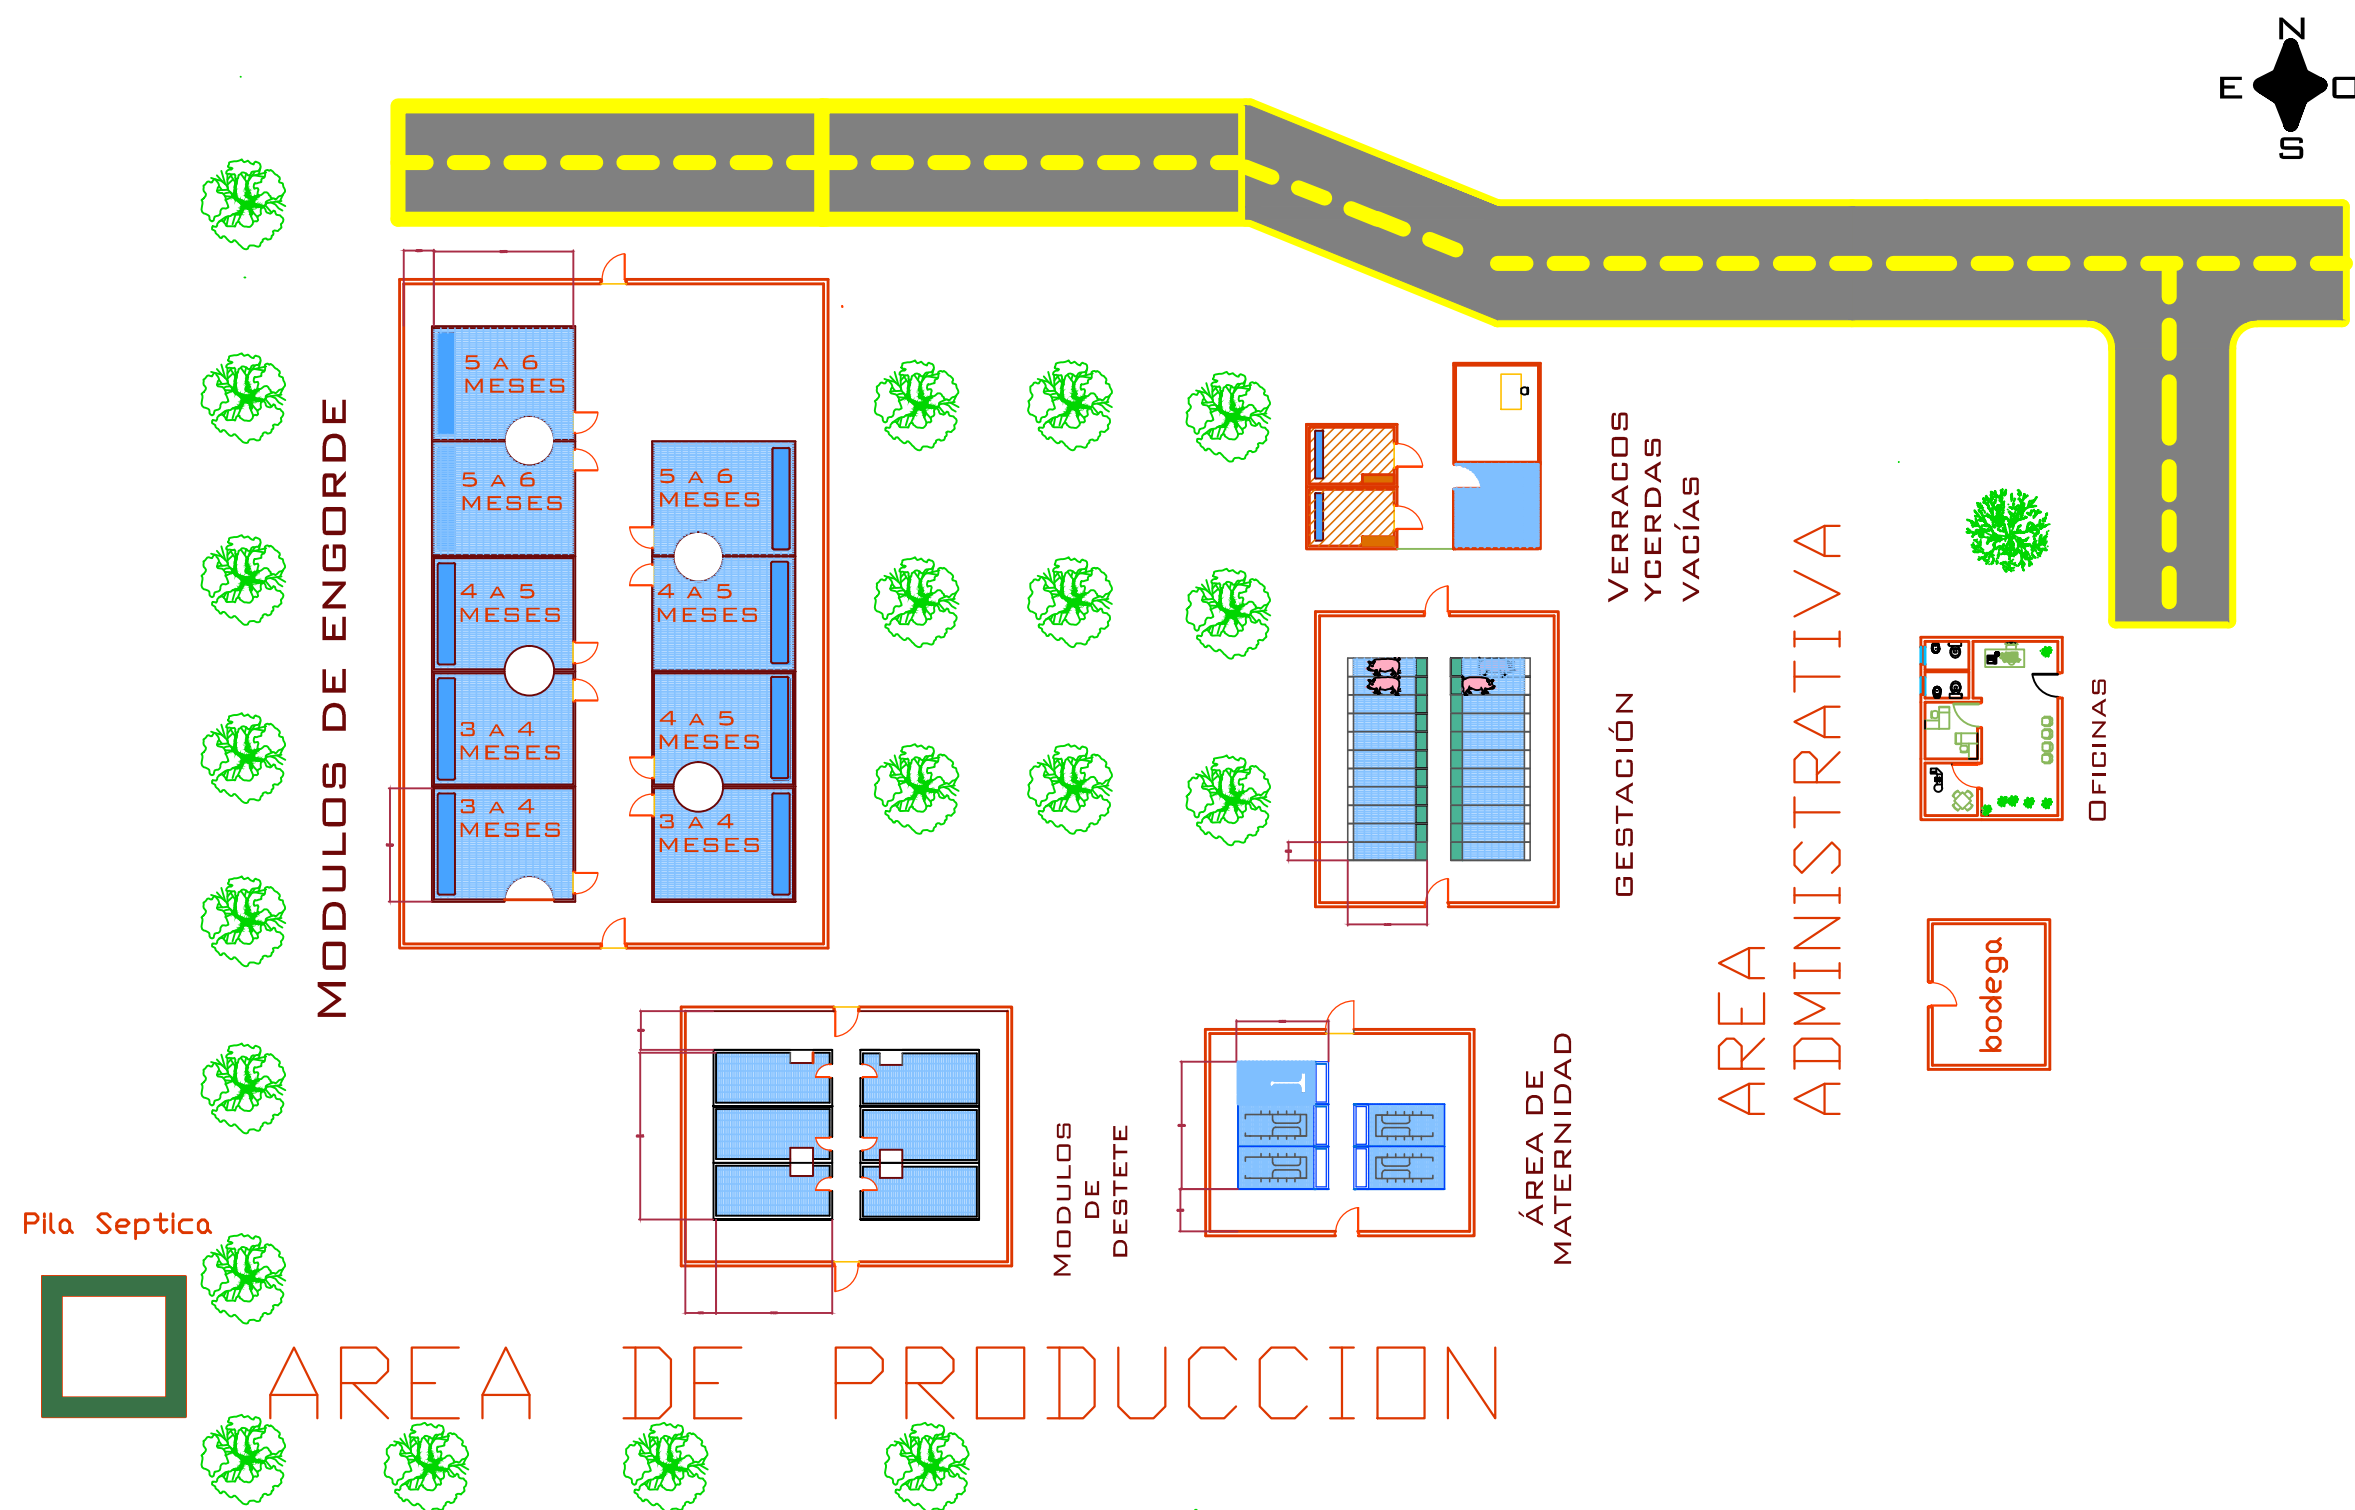 N
E
O
S
MODULOS DE ENGORDE
5 A 6
MESES
5 A 6
MESES
4 A 5
MESES
3 A 4
MESES
3 A 4
MESES
5 A 6
MESES
4 A 5
MESES
4 A 5
MESES
3 A 4
MESES
VERRACOS
YCERDAS
VACÍAS
GESTACIÓN
AREA
ADMINISTRATIVA
OFICINAS
bodega
MODULOS
DE
DESTETE
ÁREA DE
MATERNIDAD
Pila Septica
AREA DE PRODUCCION